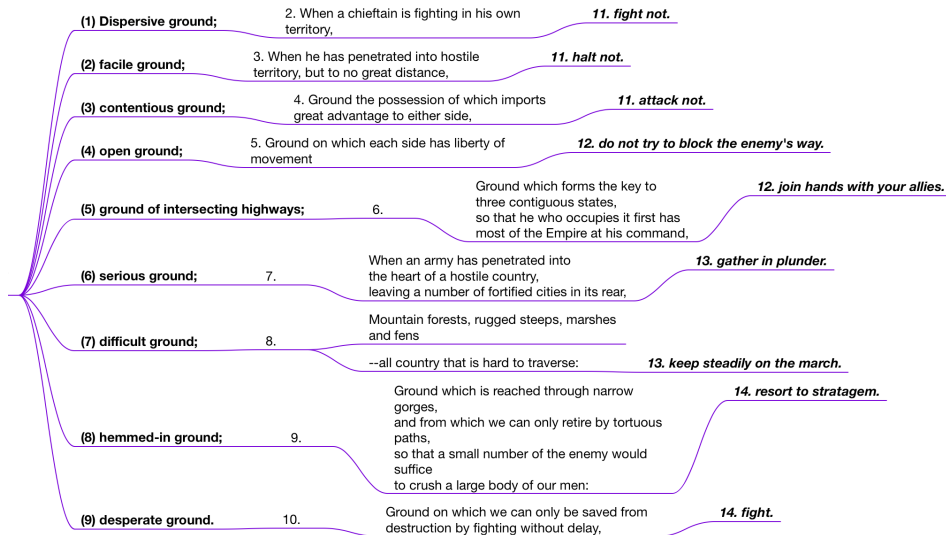 (1) Dispersive ground;
2. When a chieftain is fighting in his own
territory,
11. fight not.
(2) facile ground;
3. When he has penetrated into hostile
territory, but to no great distance,
11. halt not.
(3) contentious ground;
4. Ground the possession of which imports
great advantage to either side,
11. attack not.
(4) open ground;
5. Ground on which each side has liberty of
movement
12. do not try to block the enemy's way.
(5) ground of intersecting highways;
6.
Ground which forms the key to
three contiguous states,
so that he who occupies it first has
most of the Empire at his command,
12. join hands with your allies.
(6) serious ground;
7.
When an army has penetrated into
the heart of a hostile country,
leaving a number of fortified cities in its rear,
13. gather in plunder.
(7) difficult ground;
8.
Mountain forests, rugged steeps, marshes
and fens
--all country that is hard to traverse:
13. keep steadily on the march.
(8) hemmed-in ground;
9.
Ground which is reached through narrow
gorges,
and from which we can only retire by tortuous
paths,
so that a small number of the enemy would
suffice
to crush a large body of our men:
14. resort to stratagem.
(9) desperate ground.
10.
Ground on which we can only be saved from
destruction by fighting without delay,
14. fight.